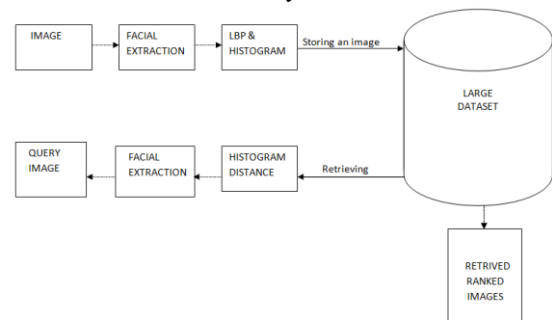 IMAGE
FACIAL
EXTRACTION
LBP &
HISTOGRAM
Storing an image
LARGE
DATASET
QUERY
IMAGE
FACIAL
EXTRACTION
HISTOGRAM
DISTANCE
Retrieving
RETRIVED
RANKED
IMAGES